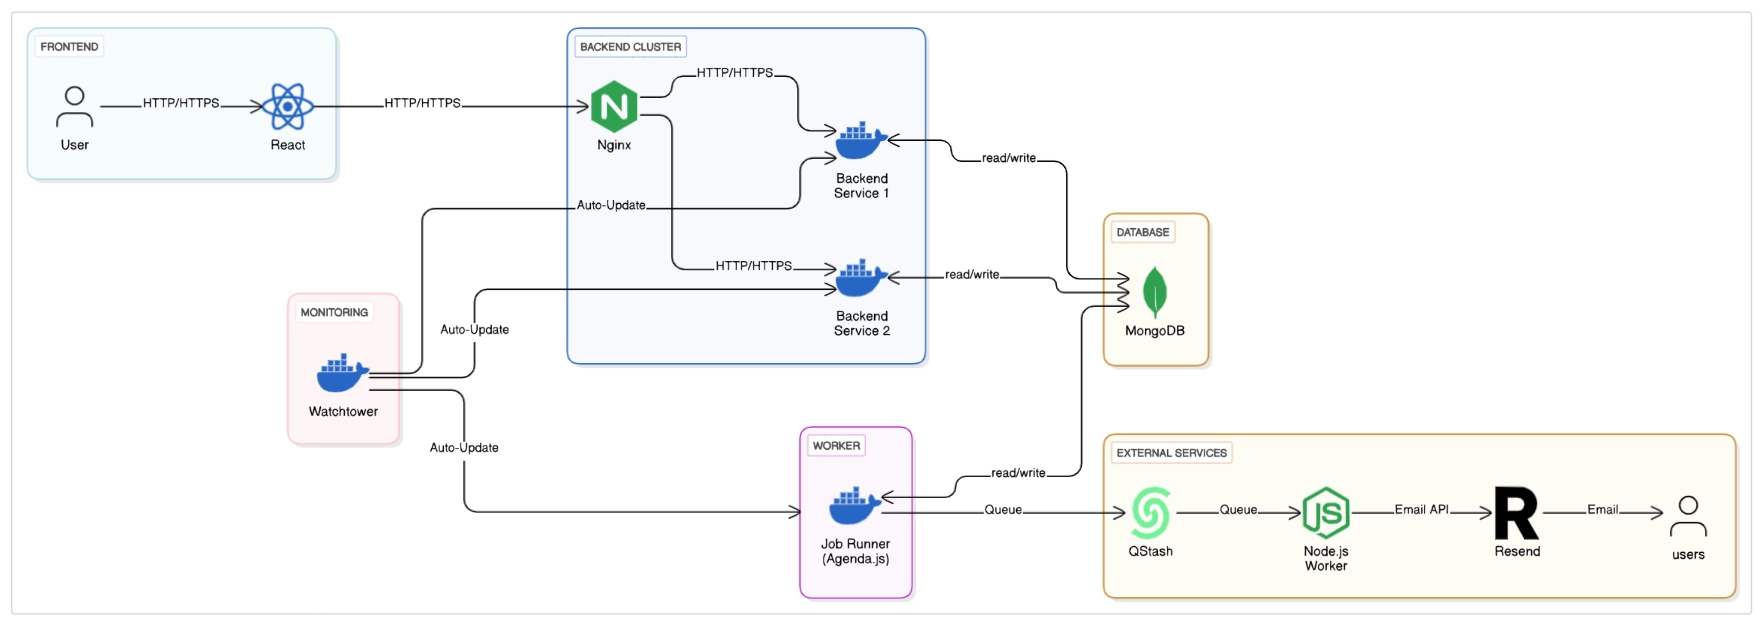 FRONTEND
User
HTTP/HTTPS
React
HTTP/HTTPS
BACKEND CLUSTER
N
Nginx
HTTP/HTTPS
Backend
Service 1
Auto-Update
HTTP/HTTPS
Backend
Service 2
read/write
read/write
DATABASE
MongoDB
MONITORING
Watchtower
Auto-Update
Auto-Update
WORKER
Job Runner
(Agenda.js)
read/write
Queue
EXTERNAL SERVICES
QStash
Queue
JS
Node.js
Worker
Email API
R
Resend
Email
users